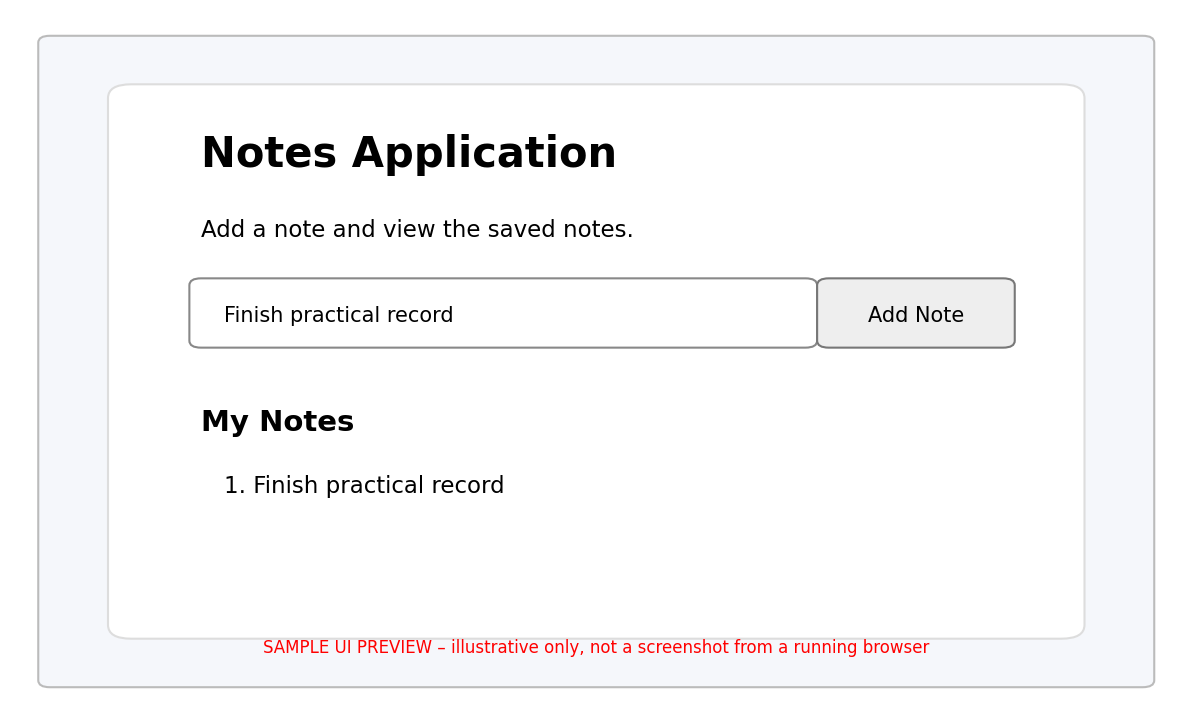 Notes Application
Add a note and view the saved notes.
Finish practical record
Add Note
My Notes
1. Finish practical record
SAMPLE UI PREVIEW – illustrative only, not a screenshot from a running browser